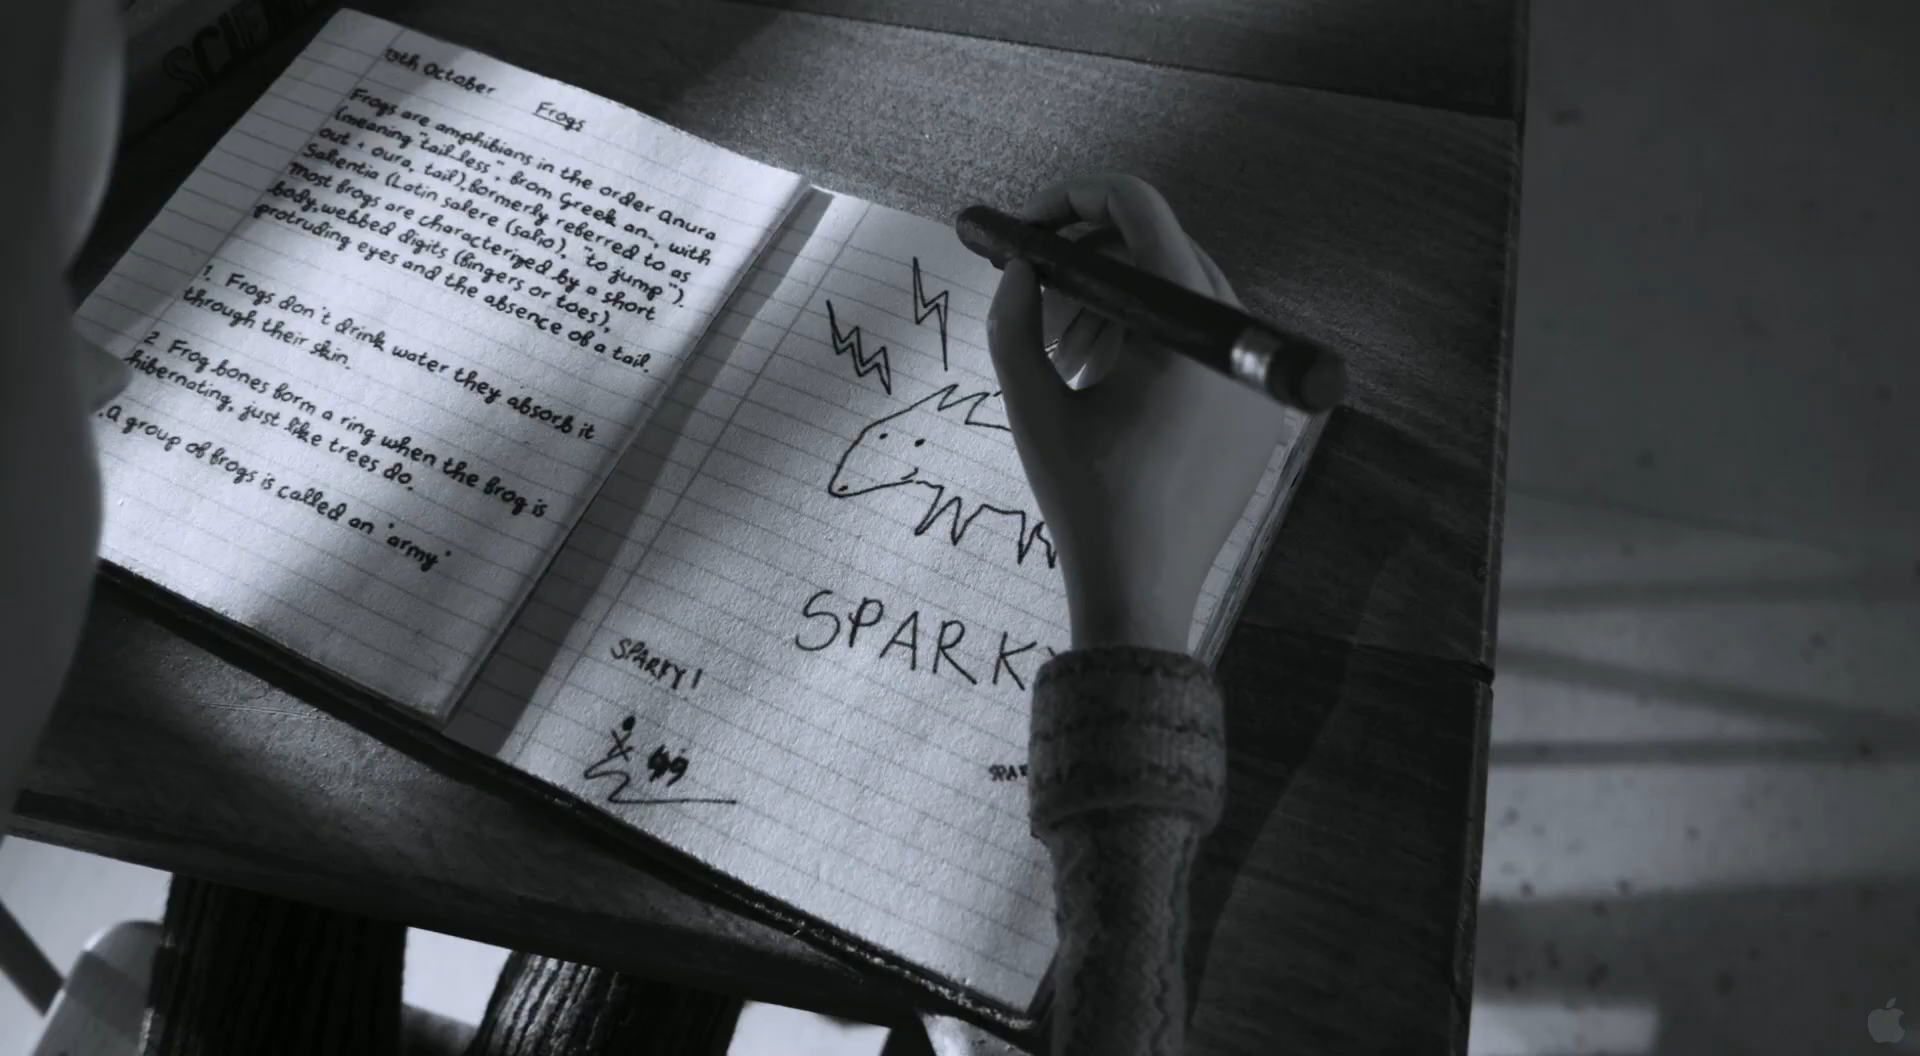 SCIEN
13th October Frogs
Frogs are amphibians in the order Anura
(meaning "tail-less", from Greek an-, with
out + oura, tail), formerly referred to as
Salientia (Latin salere (salio), "to jump").
most frogs are characterized by a short
body, webbed digits (fingers or toes),
protruding eyes and the absence of a tail.
1. Frogs don't drink water they absorb it
through their skin.
2 Frog bones form a ring when the frog is
hibernating, just like trees do.
. A group of frogs is called an "army"
SPARKY
SPARKY!
SPAR